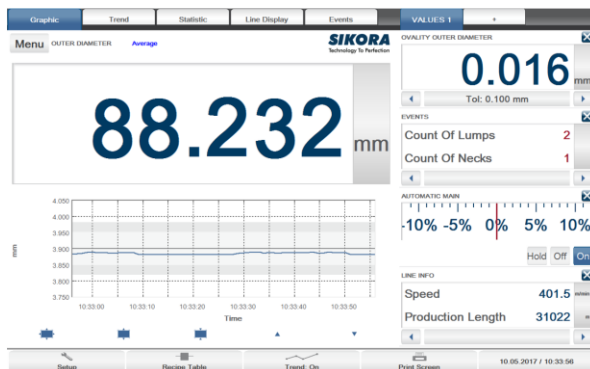 Graphic Trend Statistic Line Display Events VALUES 1 +
Menu OUTER DIAMETER Average
SIKORA
Technology To Perfection
88.232 mm
OVALITY OUTER DIAMETER
0.016 mm
Tol: 0.100 mm
EVENTS
Count Of Lumps 2
Count Of Necks 1
AUTOMATIC MAIN
-10% -5% 0% 5% 10%
Hold Off On
LINE INFO
Speed 401.5 m/min
Production Length 31022 m
4.050
4.000
3.950
3.900
3.850
3.800
3.750
mm
10:33:00 10:33:10 10:33:20 10:33:30 10:33:40 10:33:50
Time
Setup Recipe Table Trend: On Print Screen 10.05.2017 / 10:33:56